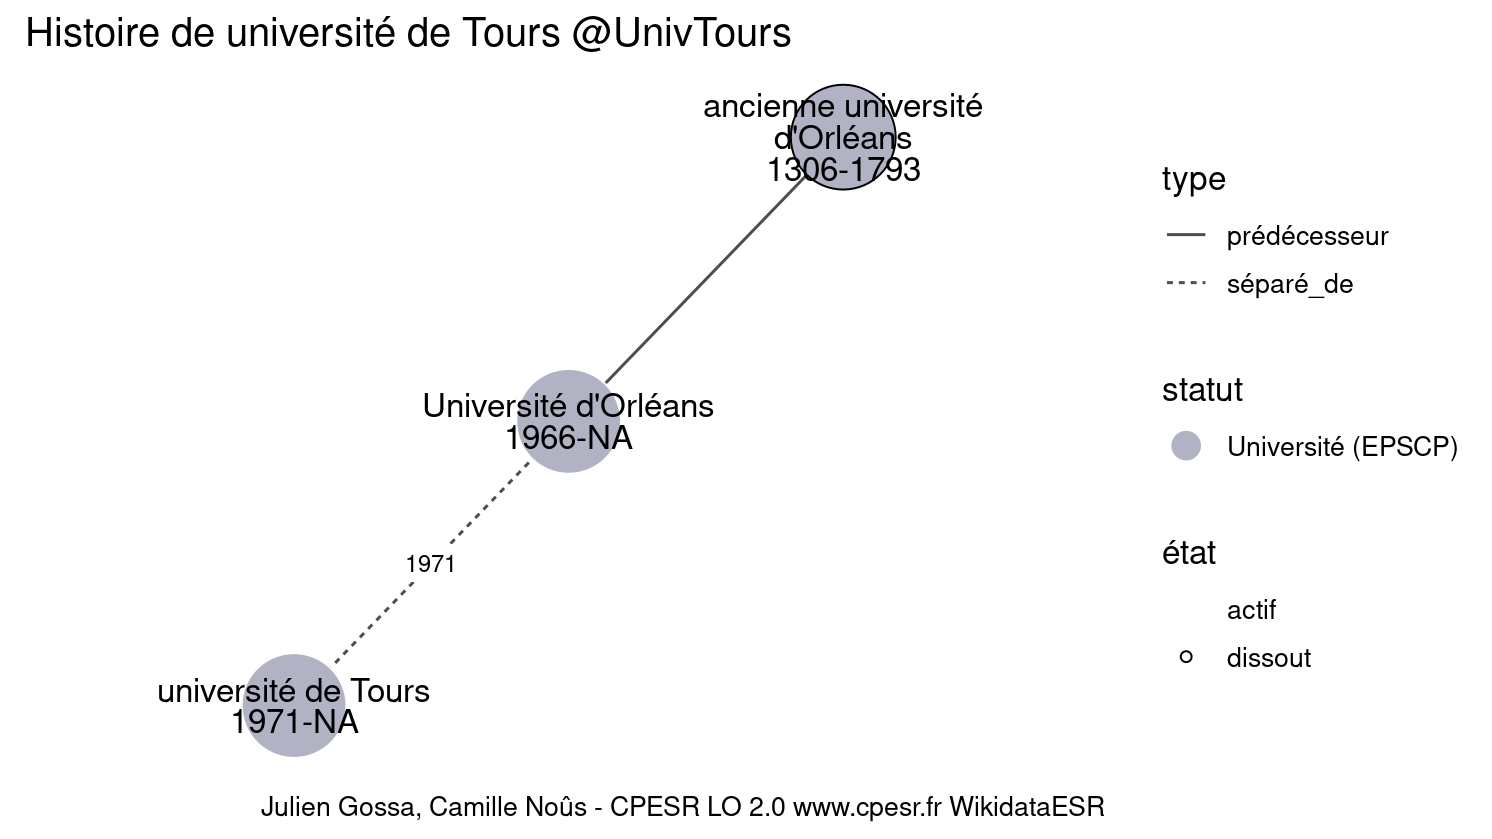 Histoire de université de Tours @UnivTours
ancienne université
d'Orléans
1306-1793
Université d'Orléans
1966-NA
1971
université de Tours
1971-NA
type
prédécesseur
séparé_de
statut
Université (EPSCP)
état
actif
dissout
Julien Gossa, Camille Noûs - CPESR LO 2.0 www.cpesr.fr WikidataESR